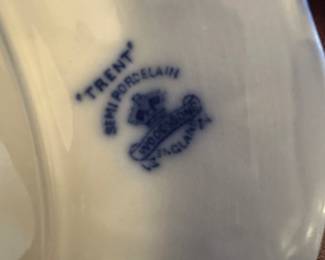 "TRENT"
SEMI PORCELAIN
ENGLAND